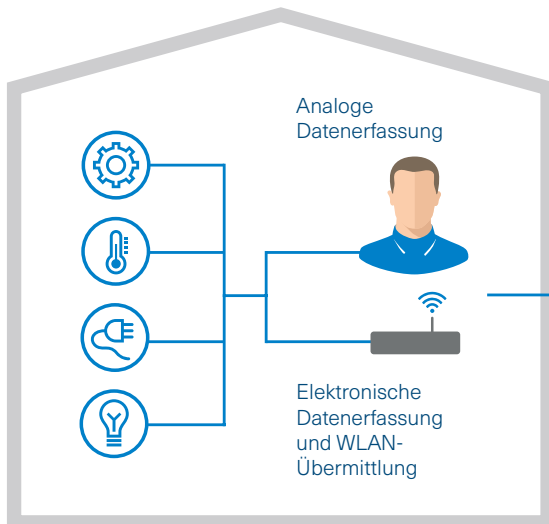 Analoge
Datenerfassung
Elektronische
Datenerfassung
und WLAN-
Übermittlung